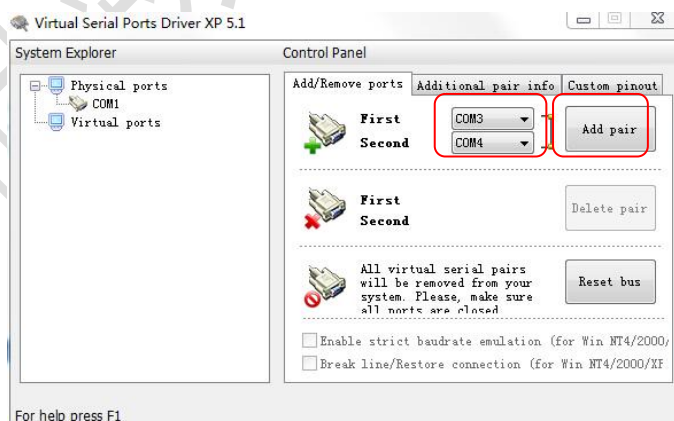 Virtual Serial Ports Driver XP 5.1
System Explorer
Control Panel
Physical ports
COM1
Virtual ports
Add/Remove ports
Additional pair info
Custom pinout
First
COM3
Second
COM4
Add pair
First
Second
Delete pair
All virtual serial pairs
will be removed from your
system. Please, make sure
all ports are closed
Reset bus
Enable strict baudrate emulation (for Win NT4/2000/
Break line/Restore connection (for Win NT4/2000/XP
For help press F1